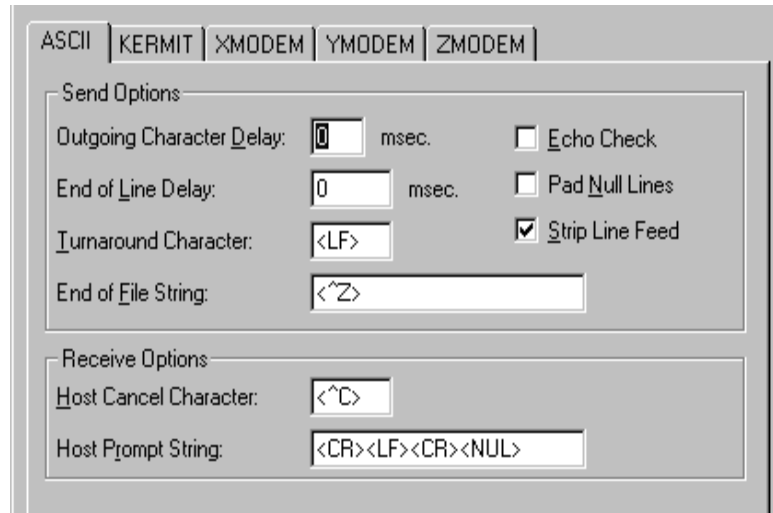 ASCII KERMIT XMODEM YMODEM ZMODEM
Send Options
Outgoing Character Delay: 0 msec. Echo Check
End of Line Delay: 0 msec. Pad Null Lines
Turnaround Character: <LF> Strip Line Feed
End of File String: <^Z>
Receive Options
Host Cancel Character: <^C>
Host Prompt String: <CR><LF><CR><NUL>